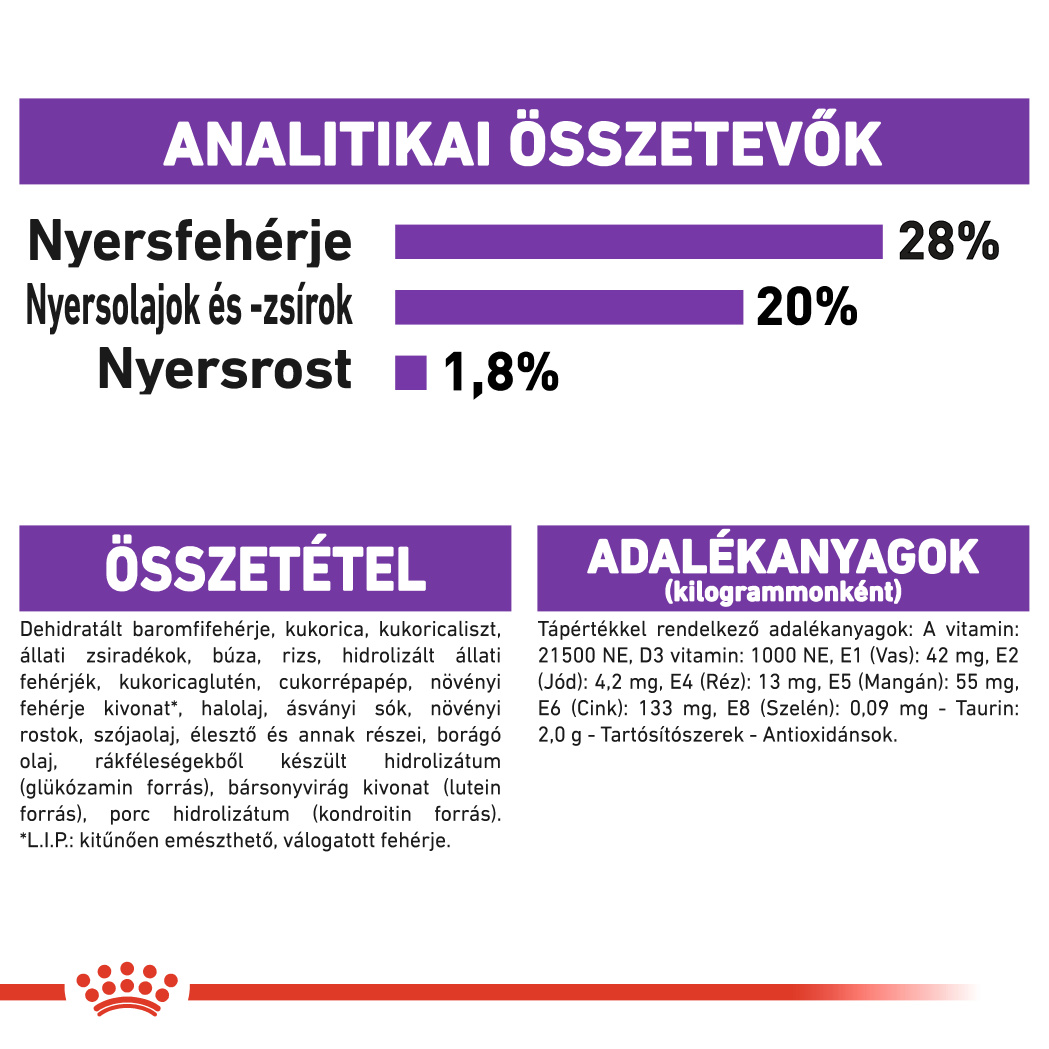 ANALITIKAI ÖSSZETEVŐK
Nyersfehérje 28%
Nyersolajok és -zsírok 20%
Nyersrost 1,8%
ÖSSZETÉTEL
Dehidratált baromfifehérje, kukorica, kukoricaliszt,
állati zsiradékok, búza, rizs, hidrolizált állati
fehérjék, kukoricaglutén, cukorrépapép, növényi
fehérje kivonat*, halolaj, ásványi sók, növényi
rostok, szójaolaj, élesztő és annak részei, borágó
olaj, rákféleségekből készült hidrolizátum
(glükózamin forrás), bársonyvirág kivonat (lutein
forrás), porc hidrolizátum (kondroitin forrás).
*L.I.P.: kitűnően emészthető, válogatott fehérje.
ADALÉKANYAGOK
(kilogrammonként)
Tápértékkel rendelkező adalékanyagok: A vitamin:
21500 NE, D3 vitamin: 1000 NE, E1 (Vas): 42 mg, E2
(Jód): 4,2 mg, E4 (Réz): 13 mg, E5 (Mangán): 55 mg,
E6 (Cink): 133 mg, E8 (Szelén): 0,09 mg - Taurin:
2,0 g - Tartósítószerek - Antioxidánsok.